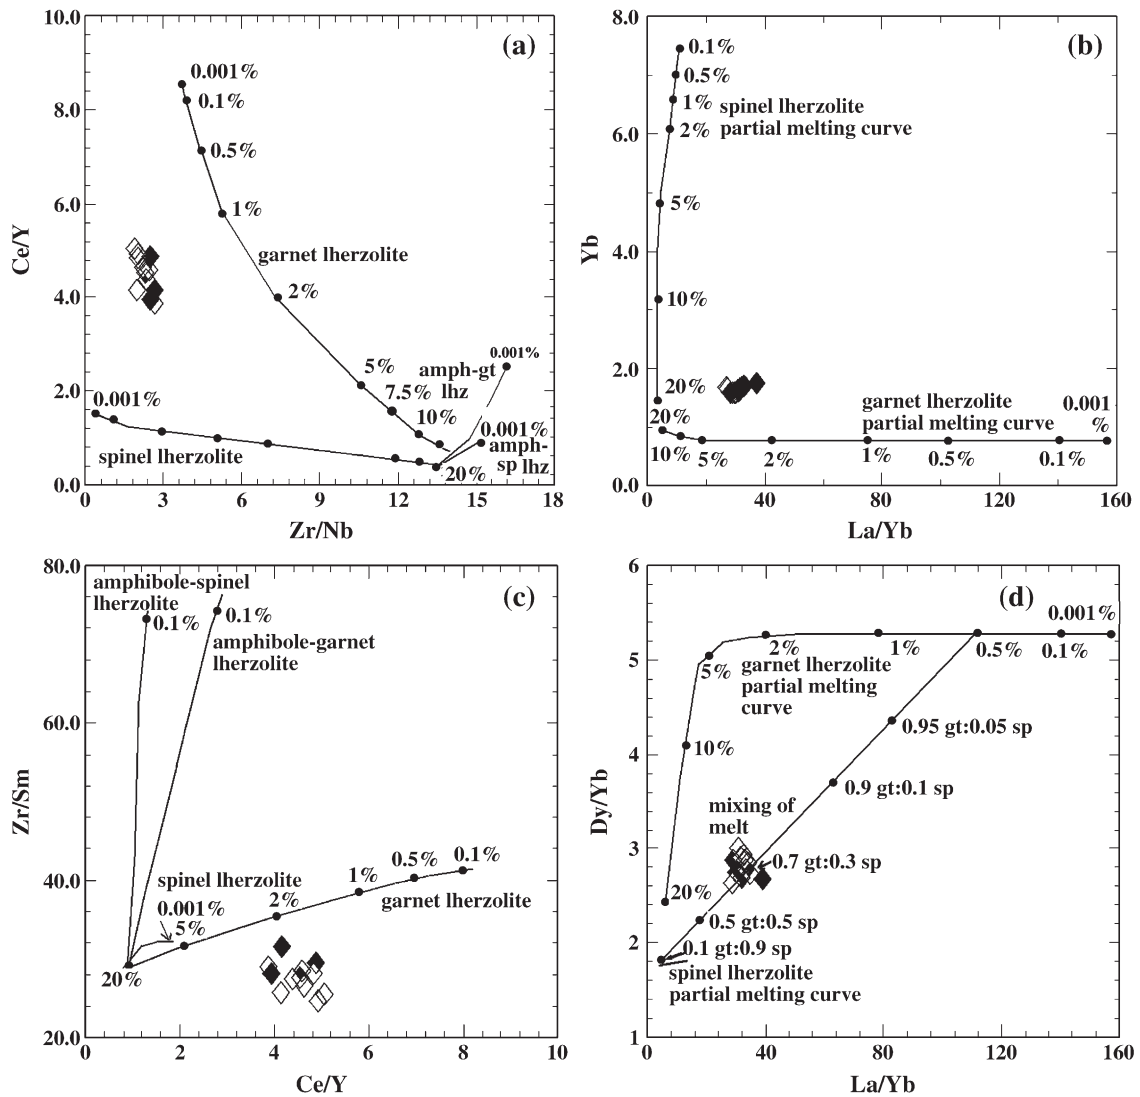 10.0
(a)
0.001%
0.1%
8.0
0.5%
6.0
1%
garnet lherzolite
Ce/Y
4.0
2%
5%
amph-gt
lhz
0.001%
7.5%
2.0
0.001%
10%
0.001%
amph-
sp lhz
spinel lherzolite
20%
0.0
0
3
6
9
12
15
18
Zr/Nb
8.0
(b)
0.1%
0.5%
1%
spinel lherzolite
partial melting curve
2%
6.0
5%
Yb
4.0
10%
2.0
20%
garnet lherzolite
partial melting curve
0.001
%
20%
10%
5%
2%
1%
0.5%
0.1%
0.0
0
40
80
120
160
La/Yb
80.0
(c)
amphibole-spinel
lherzolite
0.1%
0.1%
amphibole-garnet
lherzolite
60.0
Zr/Sm
40.0
spinel lherzolite
0.001%
5%
2%
1%
0.5%
0.1%
garnet lherzolite
20%
20.0
0
2
4
6
8
10
Ce/Y
6
(d)
0.001%
2%
1%
0.5%
0.1%
5
5%
garnet lherzolite
partial melting
curve
10%
0.95 gt:0.05 sp
4
0.9 gt:0.1 sp
Dy/Yb
mixing of
melt
3
0.7 gt:0.3 sp
20%
0.5 gt:0.5 sp
2
0.1 gt:0.9 sp
spinel lherzolite
partial melting curve
1
0
40
80
120
160
La/Yb